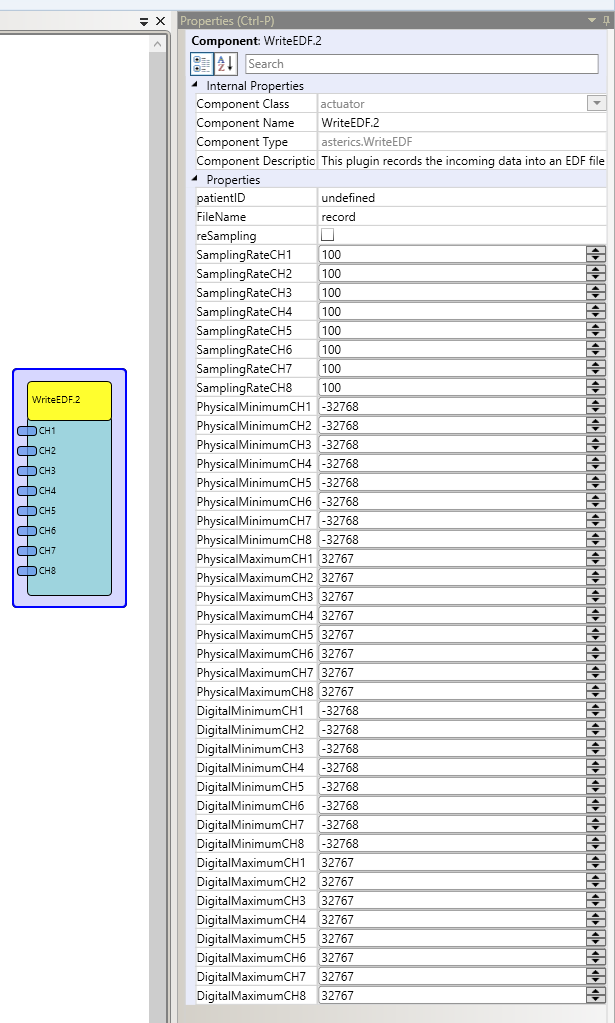 Properties (Ctrl-P)
Component: WriteEDF.2
Search
Internal Properties
Component Class actuator
Component Name WriteEDF.2
Component Type asterics.WriteEDF
Component Descriptio This plugin records the incoming data into an EDF file
Properties
patientID undefined
FileName record
reSampling
SamplingRateCH1 100
SamplingRateCH2 100
SamplingRateCH3 100
SamplingRateCH4 100
SamplingRateCH5 100
SamplingRateCH6 100
SamplingRateCH7 100
SamplingRateCH8 100
PhysicalMinimumCH1 -32768
PhysicalMinimumCH2 -32768
PhysicalMinimumCH3 -32768
PhysicalMinimumCH4 -32768
PhysicalMinimumCH5 -32768
PhysicalMinimumCH6 -32768
PhysicalMinimumCH7 -32768
PhysicalMinimumCH8 -32768
PhysicalMaximumCH1 32767
PhysicalMaximumCH2 32767
PhysicalMaximumCH3 32767
PhysicalMaximumCH4 32767
PhysicalMaximumCH5 32767
PhysicalMaximumCH6 32767
PhysicalMaximumCH7 32767
PhysicalMaximumCH8 32767
DigitalMinimumCH1 -32768
DigitalMinimumCH2 -32768
DigitalMinimumCH3 -32768
DigitalMinimumCH4 -32768
DigitalMinimumCH5 -32768
DigitalMinimumCH6 -32768
DigitalMinimumCH7 -32768
DigitalMinimumCH8 -32768
DigitalMaximumCH1 32767
DigitalMaximumCH2 32767
DigitalMaximumCH3 32767
DigitalMaximumCH4 32767
DigitalMaximumCH5 32767
DigitalMaximumCH6 32767
DigitalMaximumCH7 32767
DigitalMaximumCH8 32767
WriteEDF.2
CH1
CH2
CH3
CH4
CH5
CH6
CH7
CH8